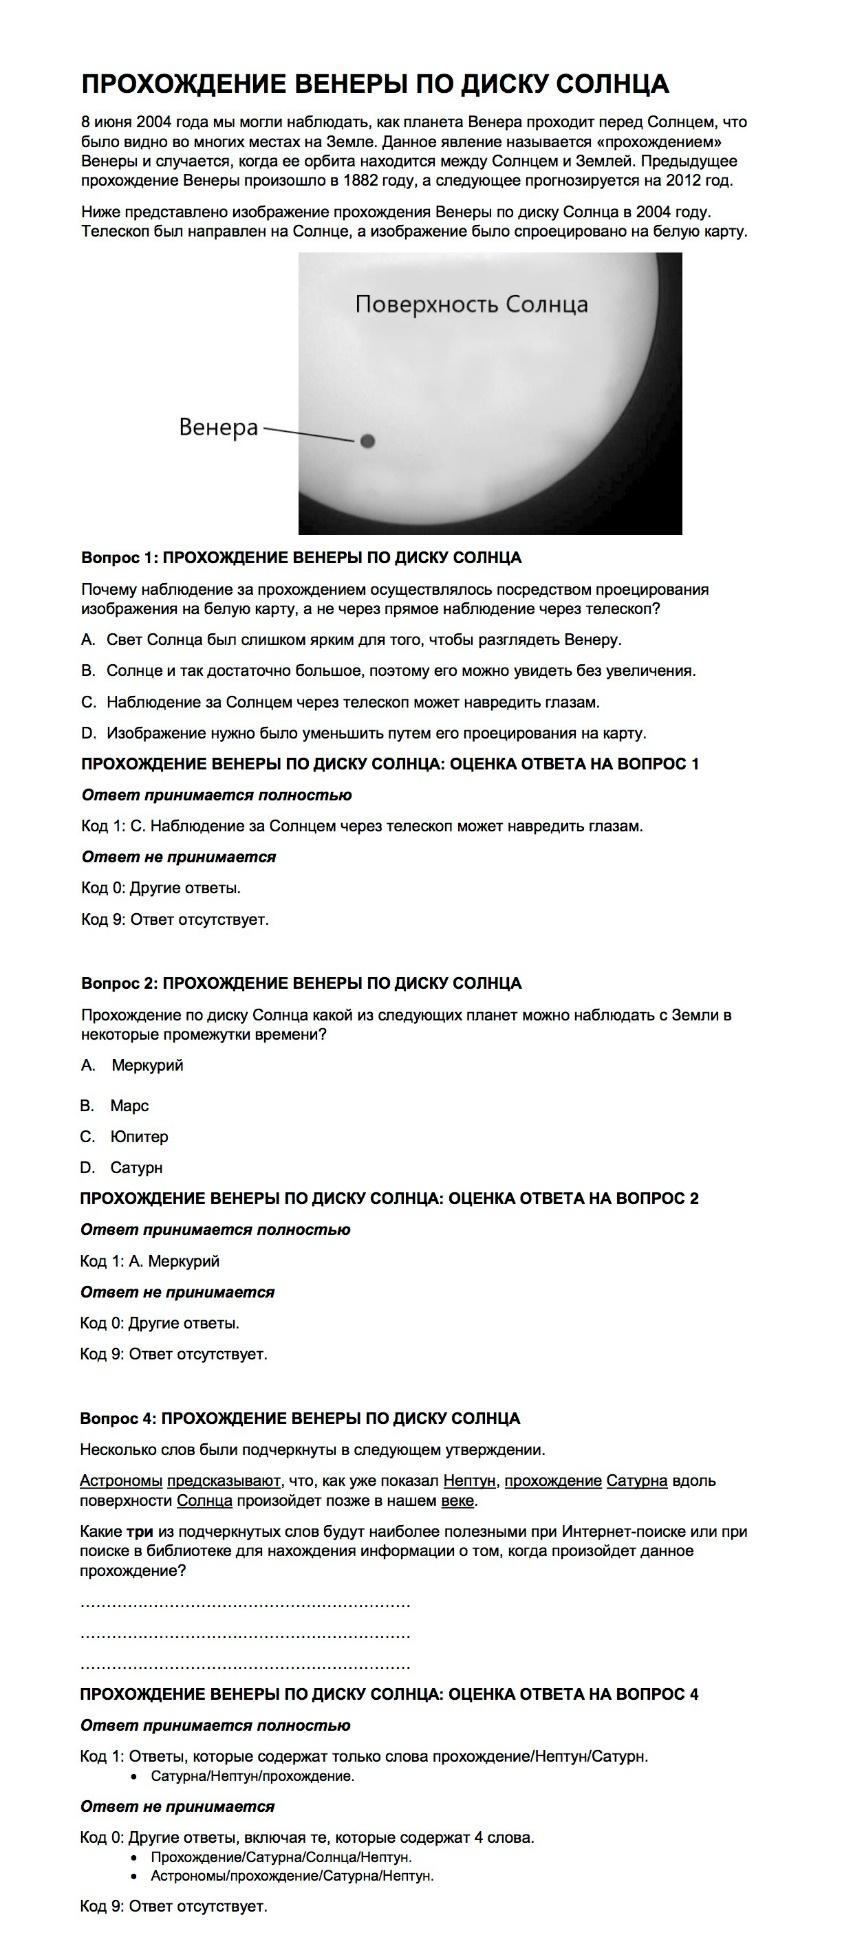 ПРОХОЖДЕНИЕ ВЕНЕРЫ ПО ДИСКУ СОЛНЦА
8 июня 2004 года мы могли наблюдать, как планета Венера проходит перед Солнцем, что
было видно во многих местах на Земле. Данное явление называется «прохождением»
Венеры и случается, когда ее орбита находится между Солнцем и Землей. Предыдущее
прохождение Венеры произошло в 1882 году, а следующее прогнозируется на 2012 год.
Ниже представлено изображение прохождения Венеры по диску Солнца в 2004 году.
Телескоп был направлен на Солнце, а изображение было спроецировано на белую карту.
Поверхность Солнца
Венера
Вопрос 1: ПРОХОЖДЕНИЕ ВЕНЕРЫ ПО ДИСКУ СОЛНЦА
Почему наблюдение за прохождением осуществлялось посредством проецирования
изображения на белую карту, а не через прямое наблюдение через телескоп?
A. Свет Солнца был слишком ярким для того, чтобы разглядеть Венеру.
B. Солнце и так достаточно большое, поэтому его можно увидеть без увеличения.
C. Наблюдение за Солнцем через телескоп может навредить глазам.
D. Изображение нужно было уменьшить путем его проецирования на карту.
ПРОХОЖДЕНИЕ ВЕНЕРЫ ПО ДИСКУ СОЛНЦА: ОЦЕНКА ОТВЕТА НА ВОПРОС 1
Ответ принимается полностью
Код 1: C. Наблюдение за Солнцем через телескоп может навредить глазам.
Ответ не принимается
Код 0: Другие ответы.
Код 9: Ответ отсутствует.
Вопрос 2: ПРОХОЖДЕНИЕ ВЕНЕРЫ ПО ДИСКУ СОЛНЦА
Прохождение по диску Солнца какой из следующих планет можно наблюдать с Земли в
некоторые промежутки времени?
A. Меркурий
B. Марс
C. Юпитер
D. Сатурн
ПРОХОЖДЕНИЕ ВЕНЕРЫ ПО ДИСКУ СОЛНЦА: ОЦЕНКА ОТВЕТА НА ВОПРОС 2
Ответ принимается полностью
Код 1: A. Меркурий
Ответ не принимается
Код 0: Другие ответы.
Код 9: Ответ отсутствует.
Вопрос 4: ПРОХОЖДЕНИЕ ВЕНЕРЫ ПО ДИСКУ СОЛНЦА
Несколько слов были подчеркнуты в следующем утверждении.
Астрономы предсказывают, что, как уже показал Нептун, прохождение Сатурна вдоль
поверхности Солнца произойдет позже в нашем веке.
Какие три из подчеркнутых слов будут наиболее полезными при Интернет-поиске или при
поиске в библиотеке для нахождения информации о том, когда произойдет данное
прохождение?
...............................................................
...............................................................
...............................................................
ПРОХОЖДЕНИЕ ВЕНЕРЫ ПО ДИСКУ СОЛНЦА: ОЦЕНКА ОТВЕТА НА ВОПРОС 4
Ответ принимается полностью
Код 1: Ответы, которые содержат только слова прохождение/Нептун/Сатурн.
• Сатурна/Нептун/прохождение.
Ответ не принимается
Код 0: Другие ответы, включая те, которые содержат 4 слова.
• Прохождение/Сатурна/Солнца/Нептун.
• Астрономы/прохождение/Сатурна/Нептун.
Код 9: Ответ отсутствует.